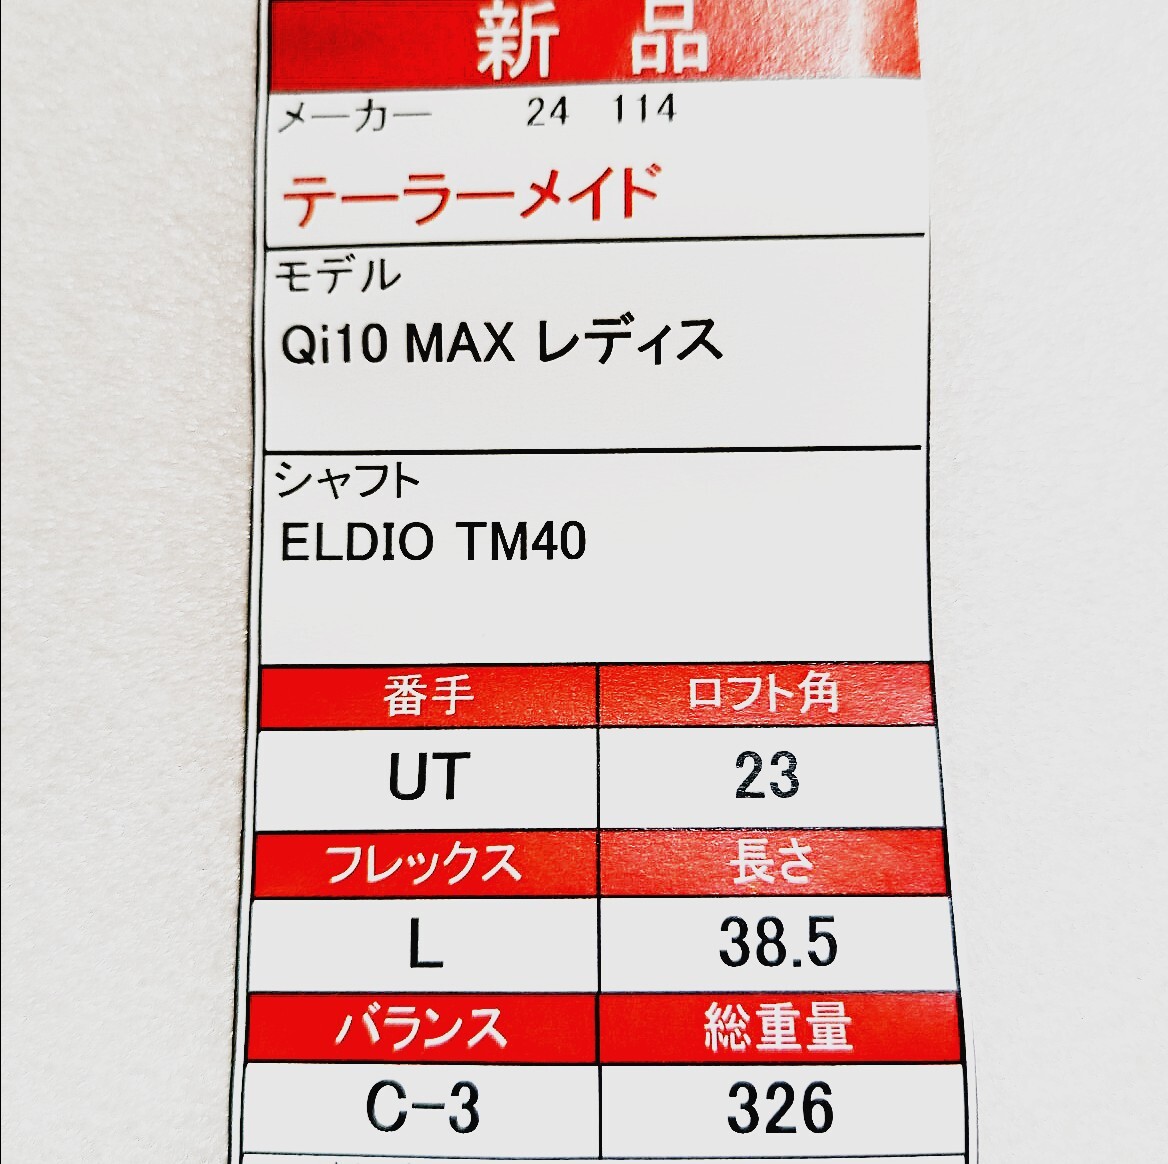 新 品
メーカー 24 114
テーラーメイド
モデル
Qi10 MAX レディス
シャフト
ELDIO TM40
番手 ロフト角
UT 23
フレックス 長さ
L 38.5
バランス 総重量
C-3 326